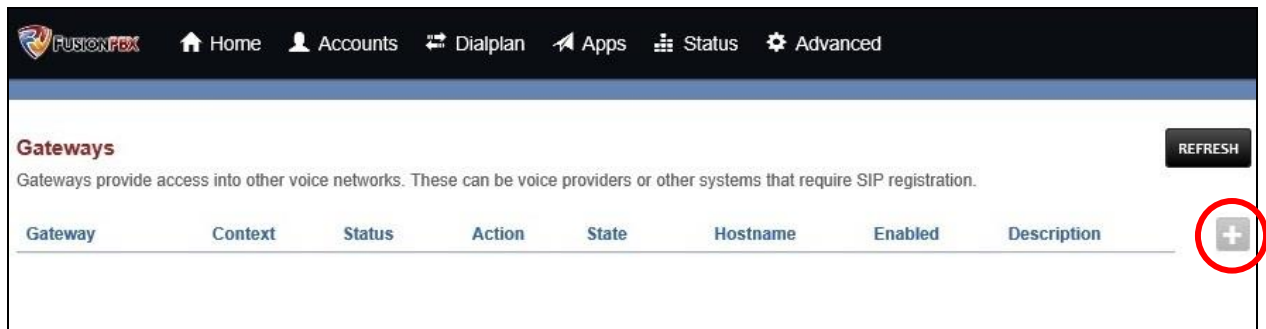 FUSIONPBX Home Accounts Dialplan Apps Status Advanced
Gateways REFRESH
Gateways provide access into other voice networks. These can be voice providers or other systems that require SIP registration.
Gateway Context Status Action State Hostname Enabled Description